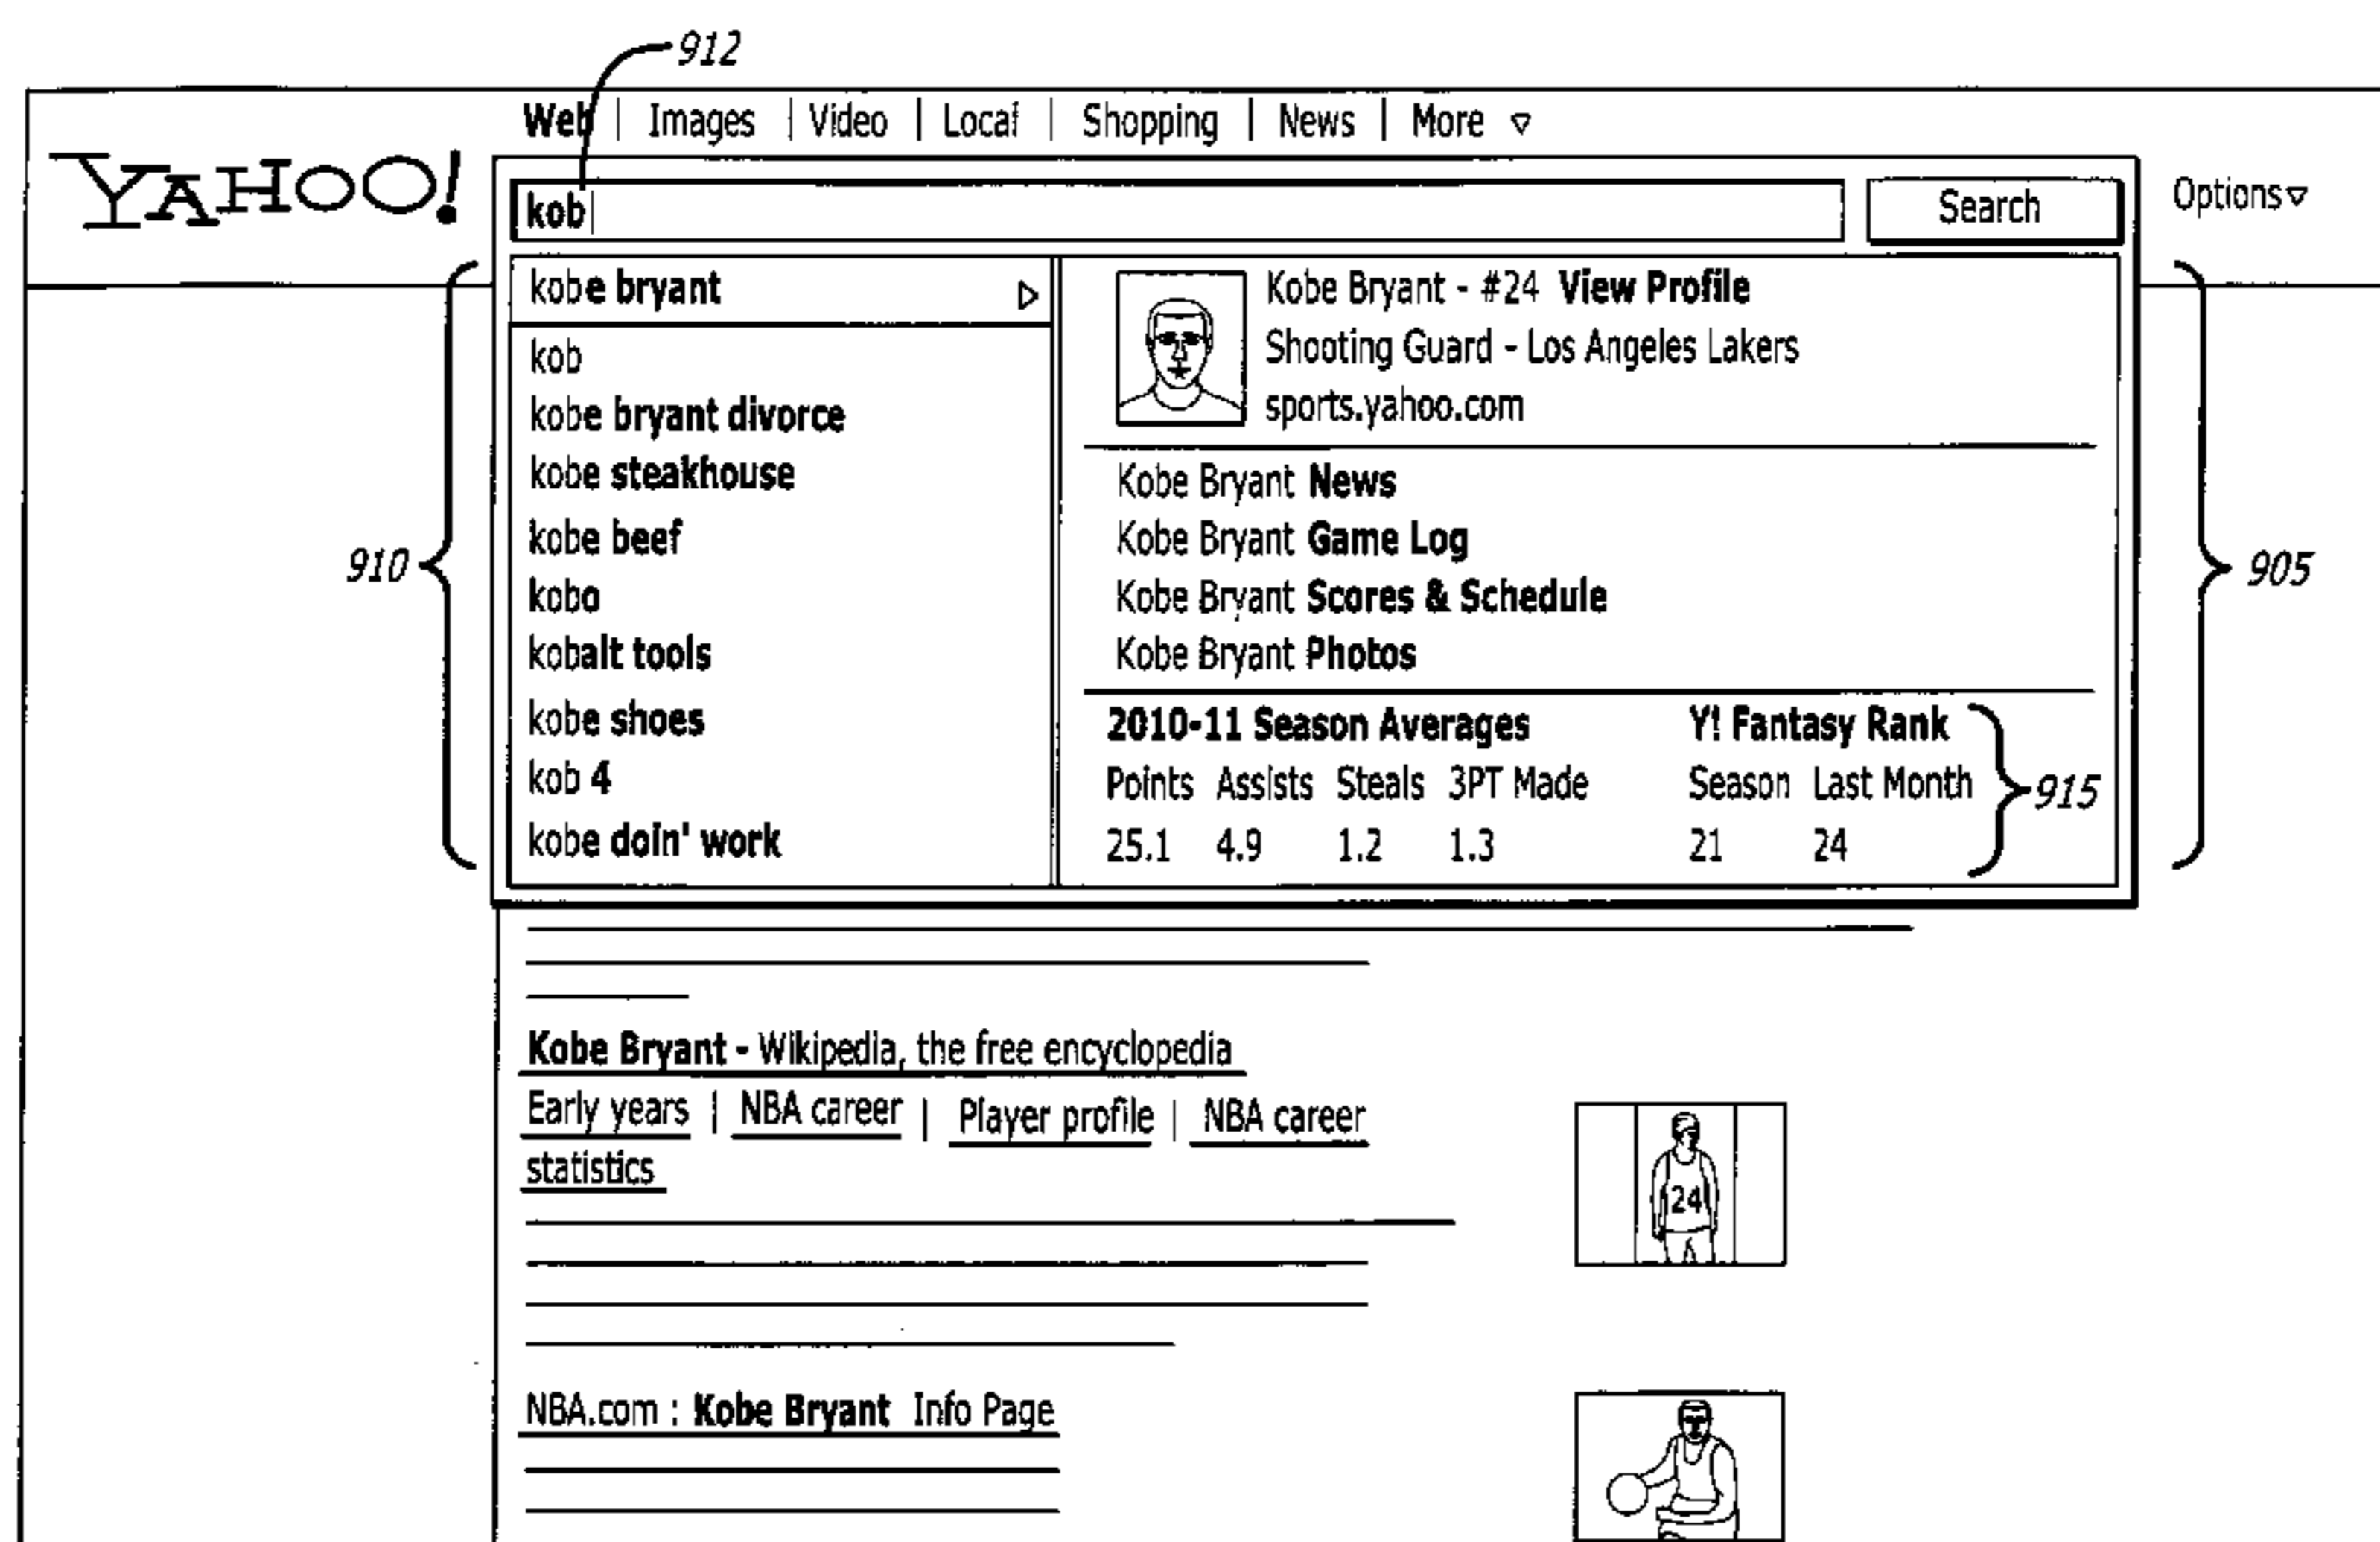 912
Web | Images | Video | Local | Shopping | News | More
YAHOO!
kob
Search
Options
kobe bryant
kob
kobe bryant divorce
kobe steakhouse
kobe beef
kobo
kobalt tools
kobe shoes
kob 4
kobe doin' work
910
Kobe Bryant - #24 View Profile
Shooting Guard - Los Angeles Lakers
sports.yahoo.com
Kobe Bryant News
Kobe Bryant Game Log
Kobe Bryant Scores & Schedule
Kobe Bryant Photos
2010-11 Season Averages Y! Fantasy Rank
Points Assists Steals 3PT Made Season Last Month
25.1 4.9 1.2 1.3 21 24
915
905
Kobe Bryant - Wikipedia, the free encyclopedia
Early years | NBA career | Player profile | NBA career
statistics
24
NBA.com : Kobe Bryant Info Page